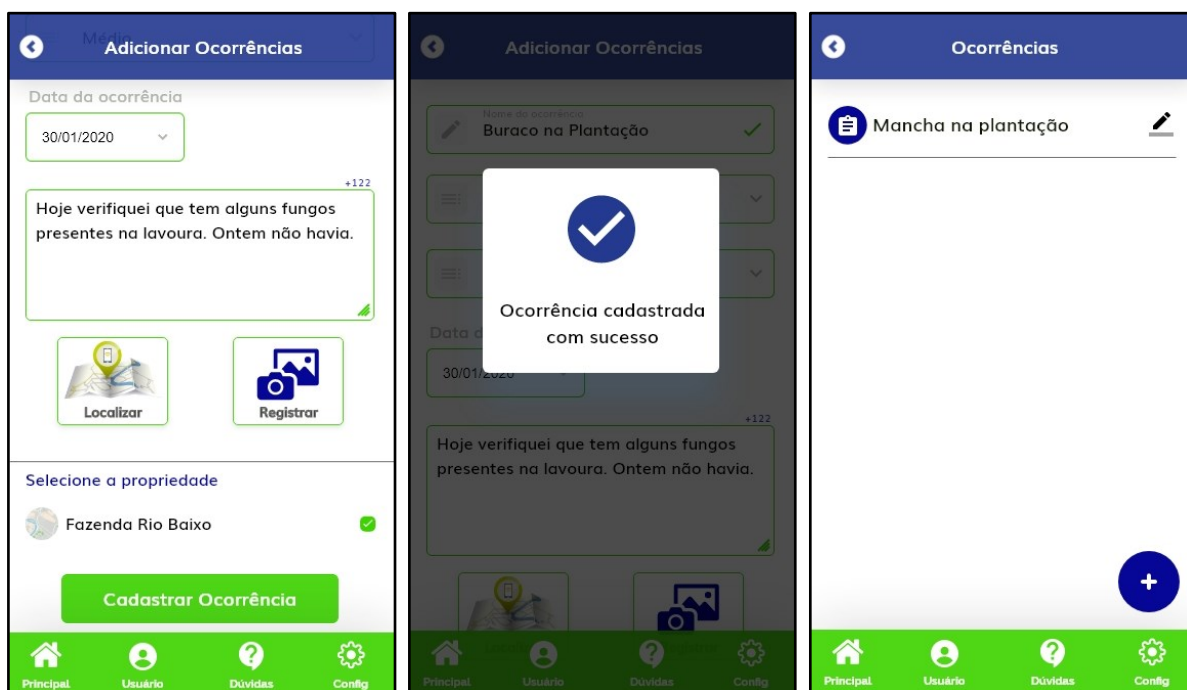 Médio
Adicionar Ocorrências
Data da ocorrência
30/01/2020
+122
Hoje verifiquei que tem alguns fungos
presentes na lavoura. Ontem não havia.
Localizar
Registrar
Selecione a propriedade
Fazenda Rio Baixo
Cadastrar Ocorrência
Principal
Usuário
Dúvidas
Config
Adicionar Ocorrências
Nome da ocorrência
Buraco na Plantação
Ocorrência cadastrada
com sucesso
Data d
30/01/2020
+122
Hoje verifiquei que tem alguns fungos
presentes na lavoura. Ontem não havia.
Principal
Usuário
Dúvidas
Config
Ocorrências
Mancha na plantação
Principal
Usuário
Dúvidas
Config